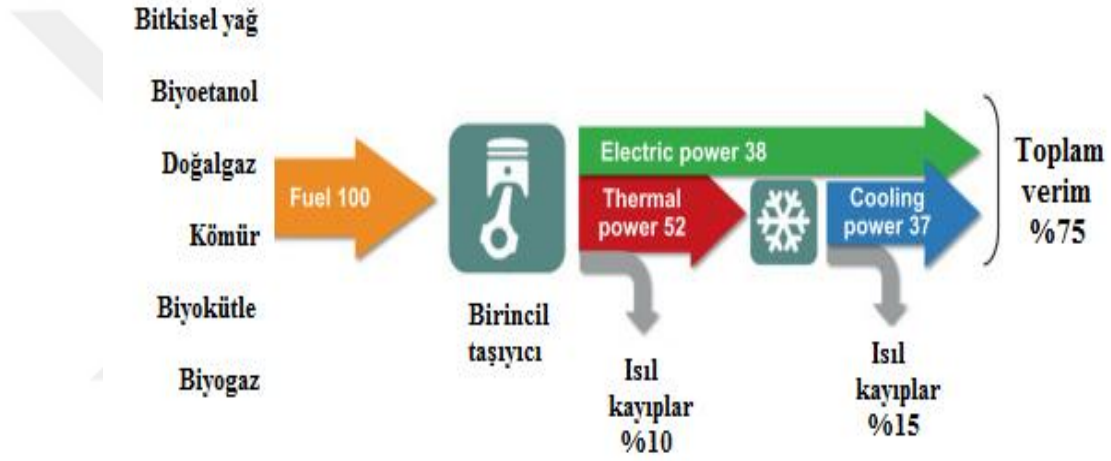 Bitkisel yağ
Biyoetanol
Doğalgaz
Kömür
Biyokütle
Biyogaz
Fuel 100
Birincil
taşıyıcı
Electric power 38
Thermal
power 52
Isıl
kayıplar
%10
Cooling
power 37
Isıl
kayıplar
%15
Toplam
verim
%75